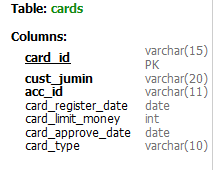 Table: cards
Columns:
card_id varchar(15)
PK
cust_jumin varchar(20)
acc_id varchar(11)
card_register_date date
card_limit_money int
card_approve_date date
card_type varchar(10)